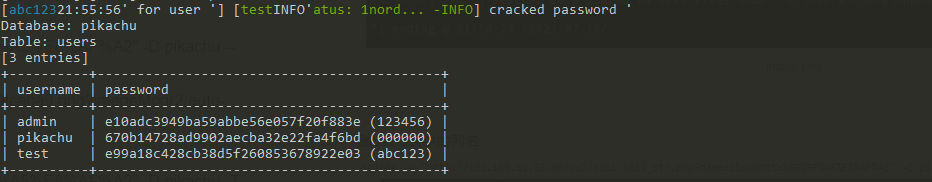 [abc12321:55:56' for user '] [testINFO'atus: 1nord... -INFO] cracked password '
Database: pikachu
Table: users
[3 entries]
+----------+-------------------------------------------+
| username | password                                  |
+----------+-------------------------------------------+
| admin    | e10adc3949ba59abbe56e057f20f883e (123456) |
| pikachu  | 670b14728ad9902aecba32e22fa4f6bd (000000) |
| test     | e99a18c428cb38d5f260853678922e03 (abc123) |
+----------+-------------------------------------------+